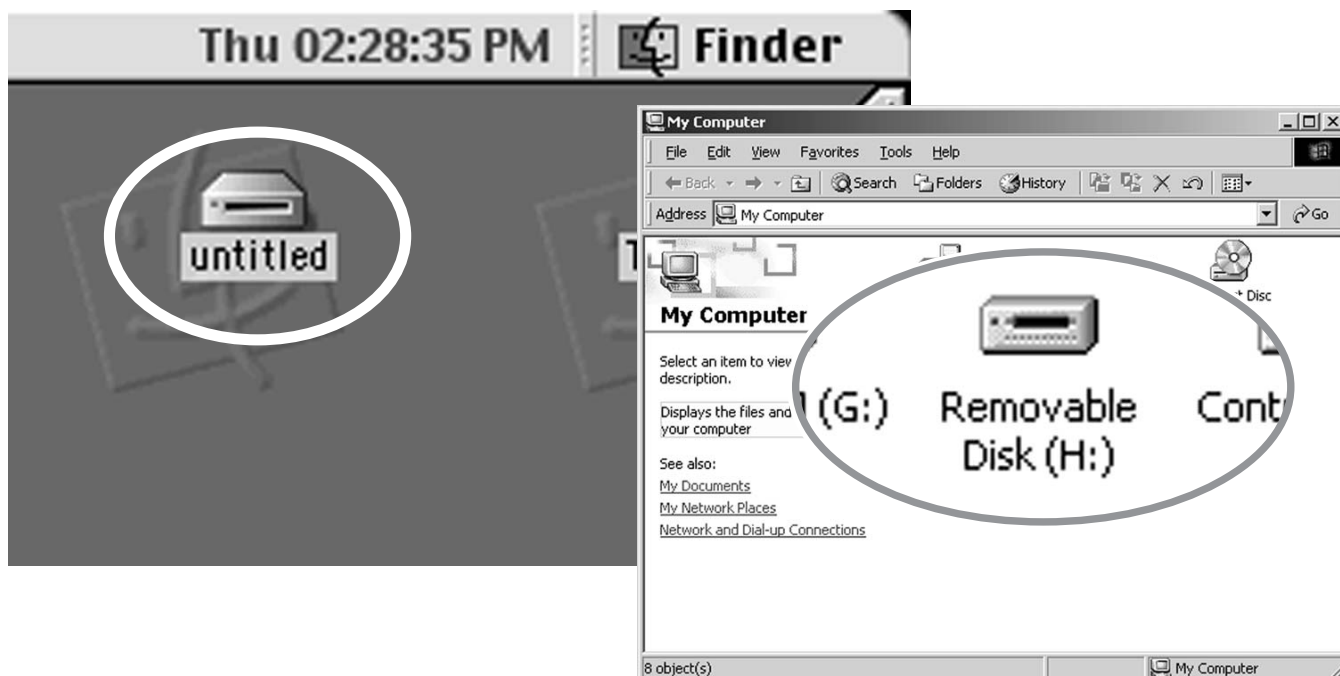 Thu 02:28:35 PM Finder
untitled
My Computer
File Edit View Favorites Tools Help
Back Search Folders History
Address My Computer Go
Disc
My Computer
Select an item to view
description.
Displays the files and
your computer
See also:
My Documents
My Network Places
Network and Dial-up Connections
(G:)
Removable
Disk (H:)
Cont
8 object(s) My Computer